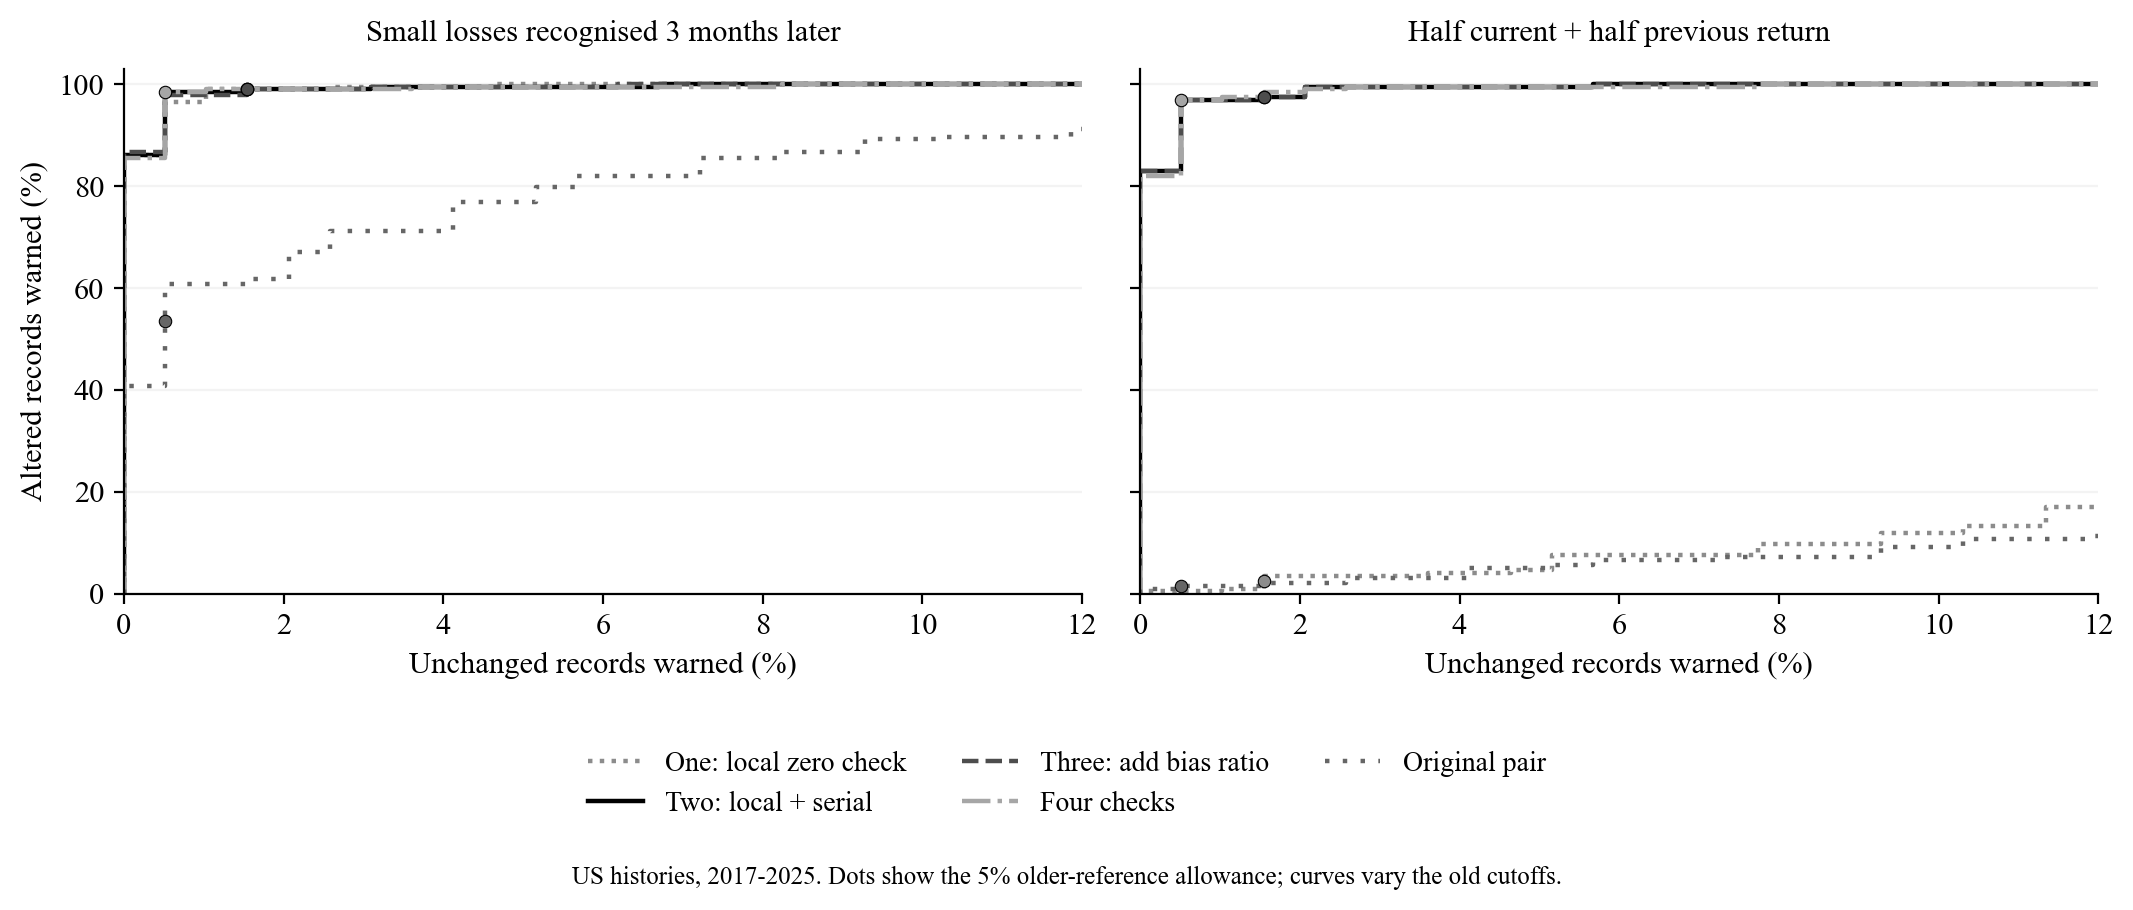 Small losses recognised 3 months later
Half current + half previous return
Altered records warned (%)
100
80
60
40
20
0
0 2 4 6 8 10 12
0 2 4 6 8 10 12
Unchanged records warned (%)
Unchanged records warned (%)
One: local zero check
Two: local + serial
Three: add bias ratio
Four checks
Original pair
US histories, 2017-2025. Dots show the 5% older-reference allowance; curves vary the old cutoffs.